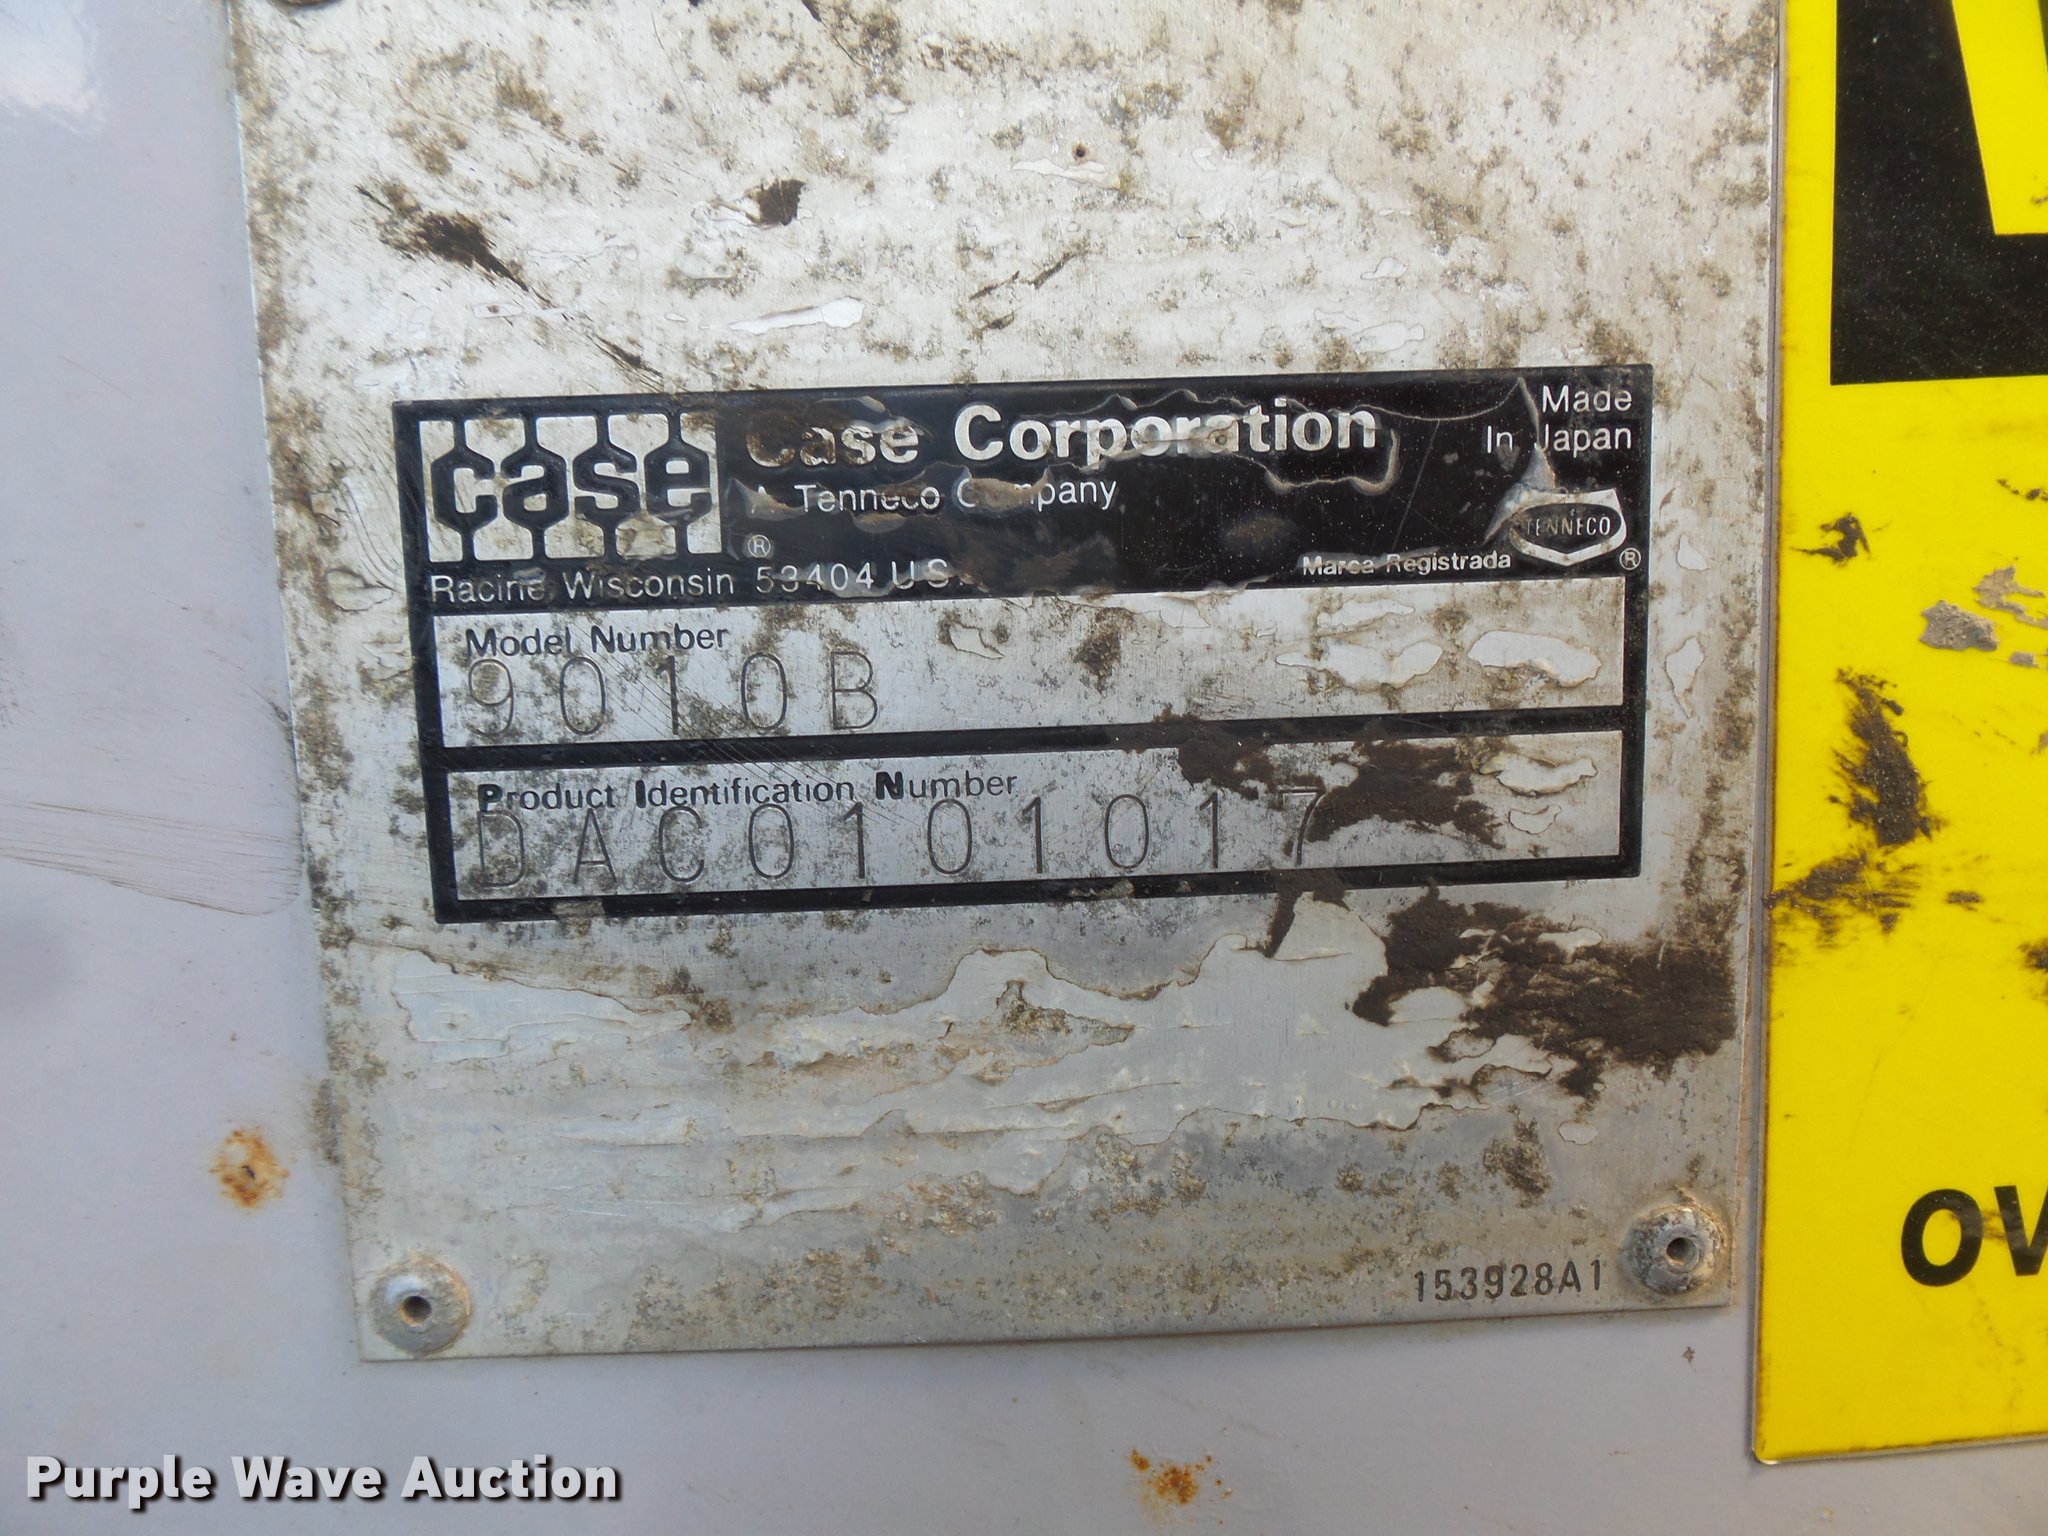 case
®
Case Corporation
A Tenneco Company
Made
In Japan
TENNECO
®
Marca Registrada
Racine, Wisconsin 53404 US
Model Number
9010B
Product Identification Number
DAC0101017
153928A1
OV
Purple Wave Auction